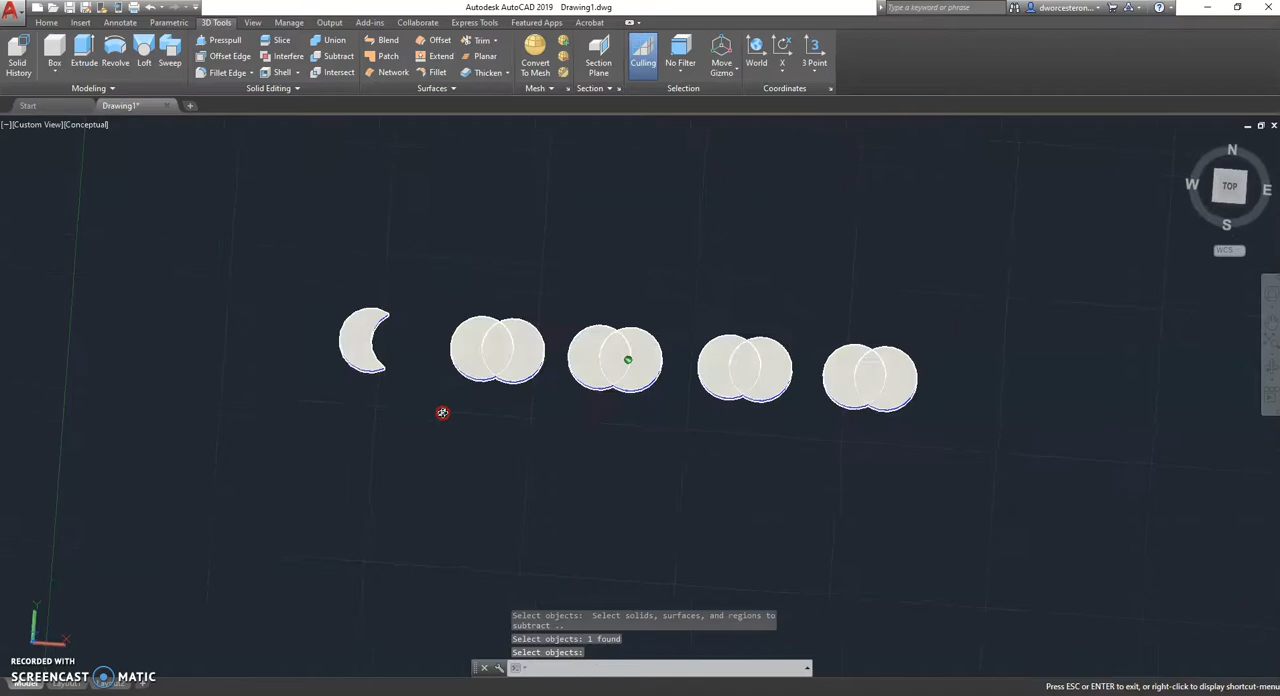 Autodesk AutoCAD 2019 Drawing1.dwg
Type a keyword or phrase
dworcesteron...
Home Insert Annotate Parametric 3D Tools View Manage Output Add-ins Collaborate Express Tools Featured Apps Acrobat
Solid History
Box
Extrude
Revolve
Loft
Sweep
Presspull
Offset Edge
Fillet Edge
Slice
Interfere
Shell
Union
Subtract
Intersect
Blend
Patch
Network
Offset
Extend
Fillet
Trim
Planar
Thicken
Convert To Mesh
Section Plane
Culling
No Filter
Move Gizmo
World
X
3 Point
Modeling
Solid Editing
Surfaces
Mesh
Section
Selection
Coordinates
Start
Drawing1*
[−][Custom View][Conceptual]
N
W TOP E
S
WCS
Select objects: Select solids, surfaces, and regions to
subtract ..
Select objects: 1 found
Select objects:
Y
X
RECORDED WITH
SCREENCAST MATIC
Model
Press ESC or ENTER to exit, or right-click to display shortcut-menu